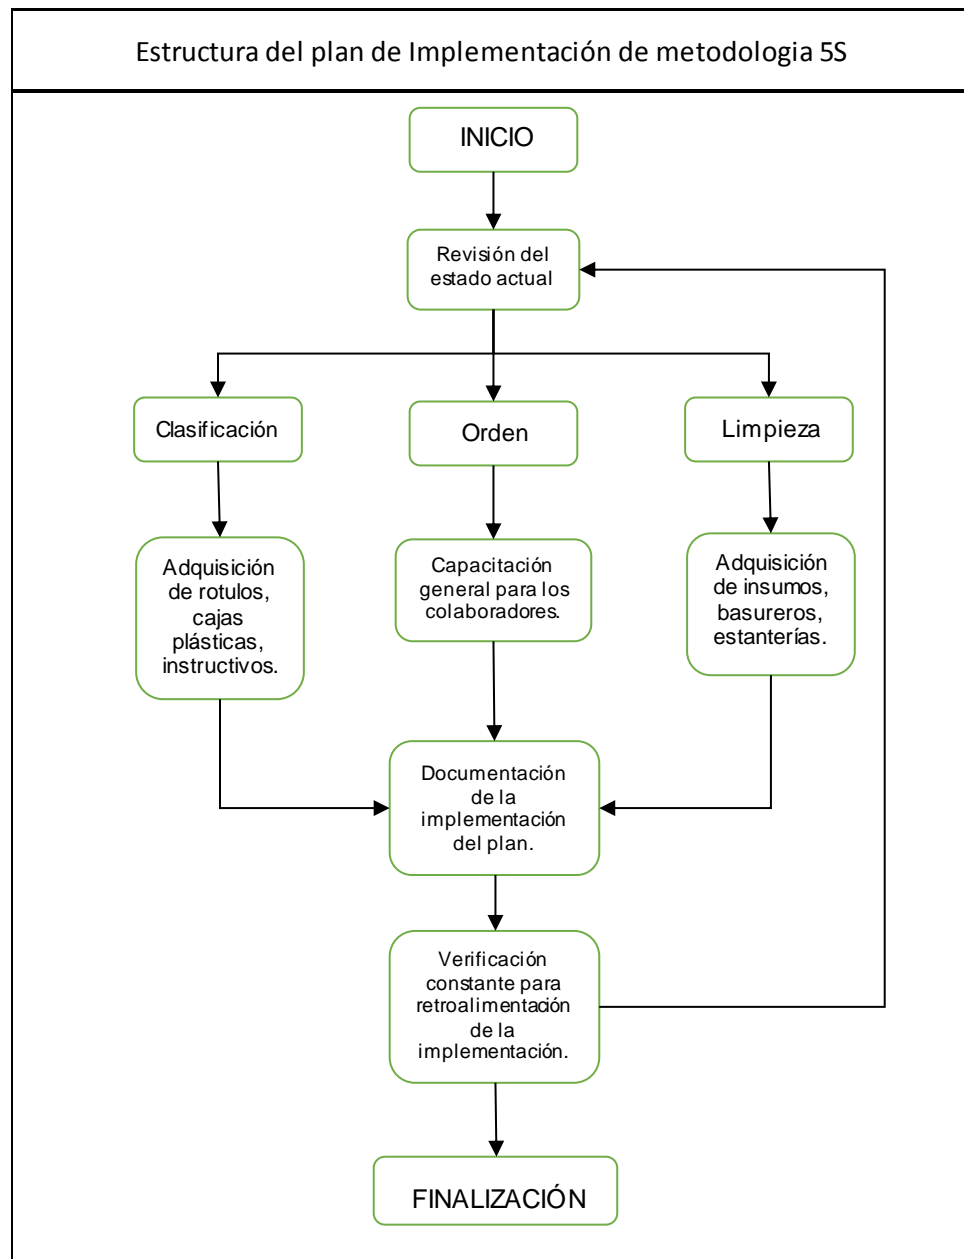 Estructura del plan de Implementación de metodologia 5S
INICIO
Revisión del
estado actual
Clasificación
Orden
Limpieza
Adquisición
de rotulos,
cajas
plásticas,
instructivos.
Capacitación
general para los
colaboradores.
Adquisición
de insumos,
basureros,
estanterías.
Documentación
de la
implementación
del plan.
Verificación
constante para
retroalimentación
de la
implementación.
FINALIZACIÓN